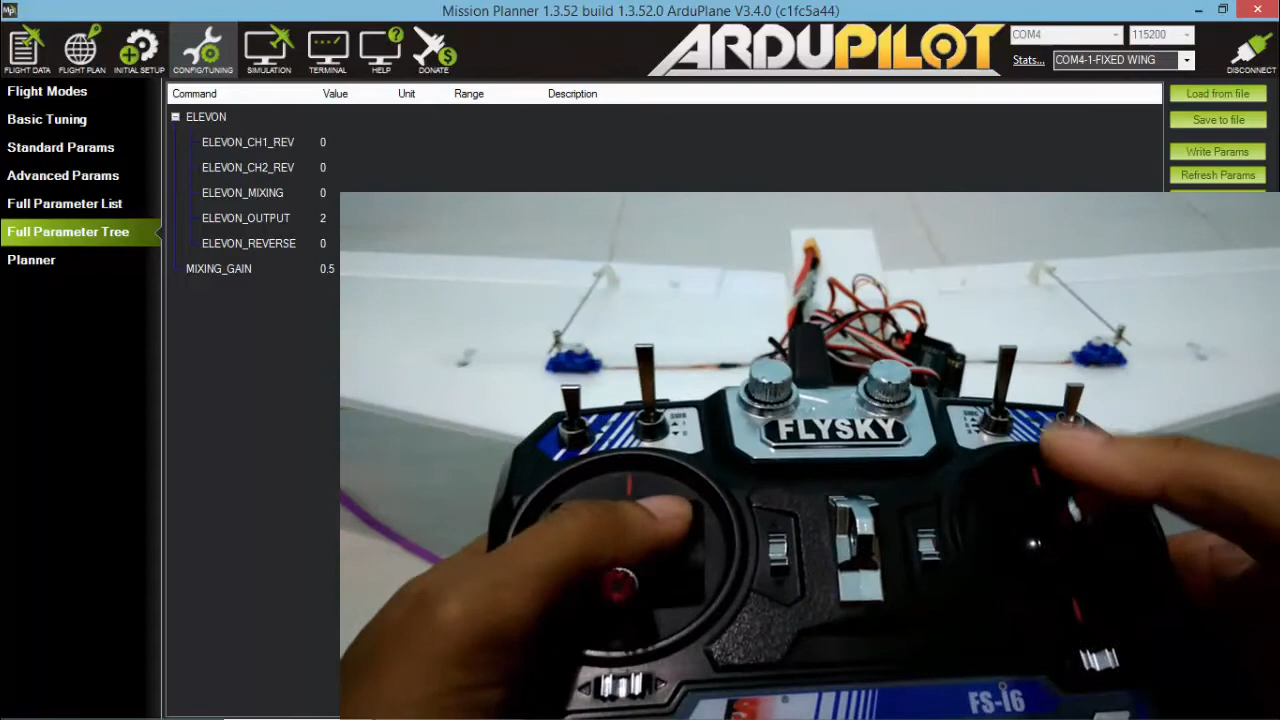 Mission Planner 1.3.52 build 1.3.52.0 ArduPlane V3.4.0 (c1fc5a44)
FLIGHT DATA
FLIGHT PLAN
INITIAL SETUP
CONFIG/TUNING
SIMULATION
TERMINAL
HELP
DONATE
ARDUPILOT
COM4
115200
Stats...
COM4-1-FIXED WING
DISCONNECT
Flight Modes
Basic Tuning
Standard Params
Advanced Params
Full Parameter List
Full Parameter Tree
Planner
Command Value Unit Range Description
ELEVON
ELEVON_CH1_REV 0
ELEVON_CH2_REV 0
ELEVON_MIXING 0
ELEVON_OUTPUT 2
ELEVON_REVERSE 0
MIXING_GAIN 0.5
Load from file
Save to file
Write Params
Refresh Params
FLYSKY
FS-i6